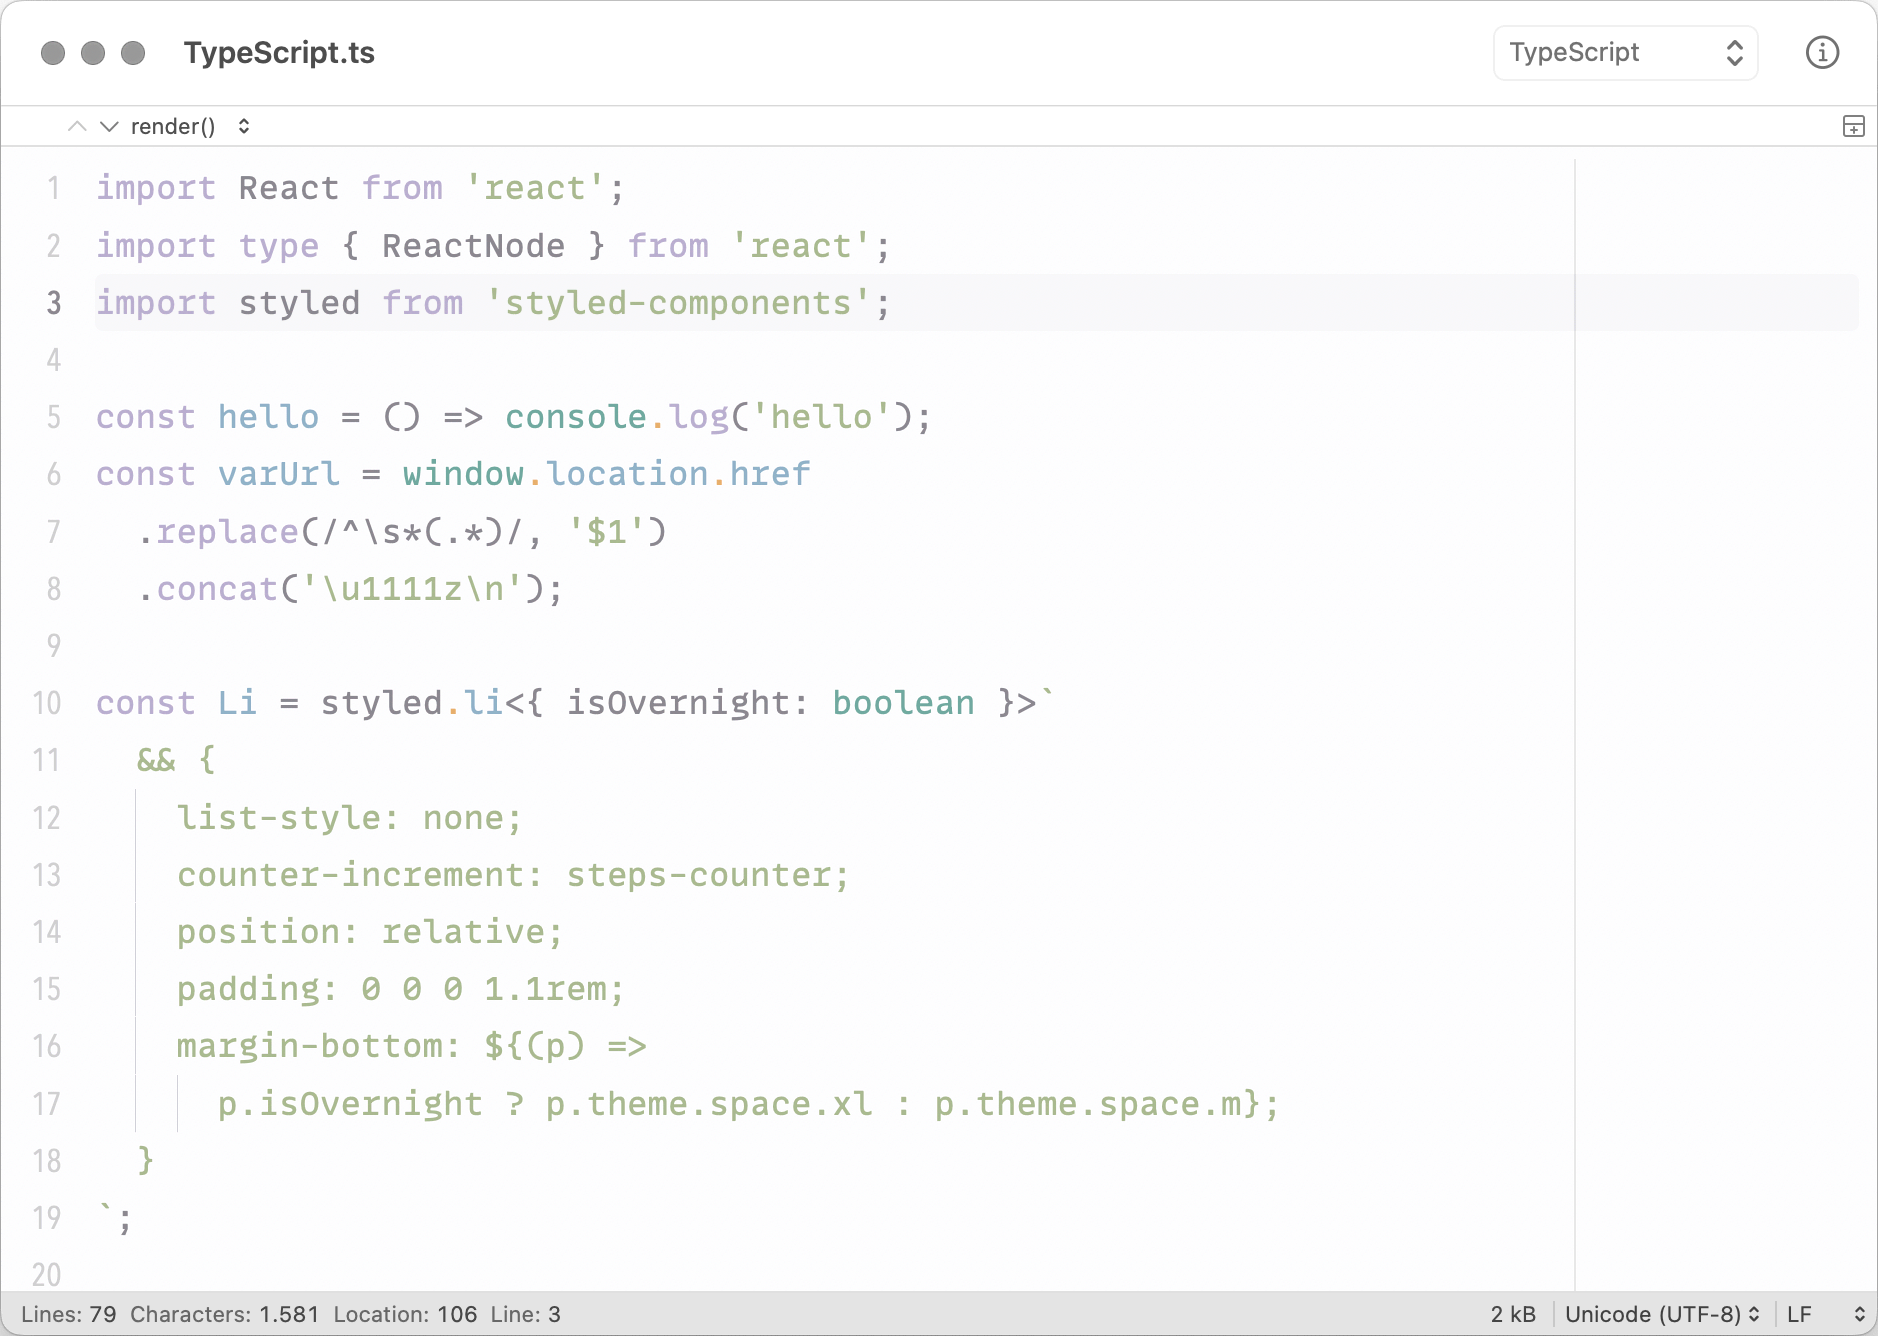 TypeScript.ts
TypeScript
render()
1 import React from 'react';
2 import type { ReactNode } from 'react';
3 import styled from 'styled-components';
4
5 const hello = () => console.log('hello');
6 const varUrl = window.location.href
7   .replace(/^\s*(.*)/, '$1')
8   .concat('\u1111z\n');
9
10 const Li = styled.li<{ isOvernight: boolean }>`
11   && {
12     list-style: none;
13     counter-increment: steps-counter;
14     position: relative;
15     padding: 0 0 0 1.1rem;
16     margin-bottom: ${(p) =>
17       p.isOvernight ? p.theme.space.xl : p.theme.space.m};
18   }
19 `;
20
Lines: 79 Characters: 1.581 Location: 106 Line: 3 2 kB Unicode (UTF-8) LF